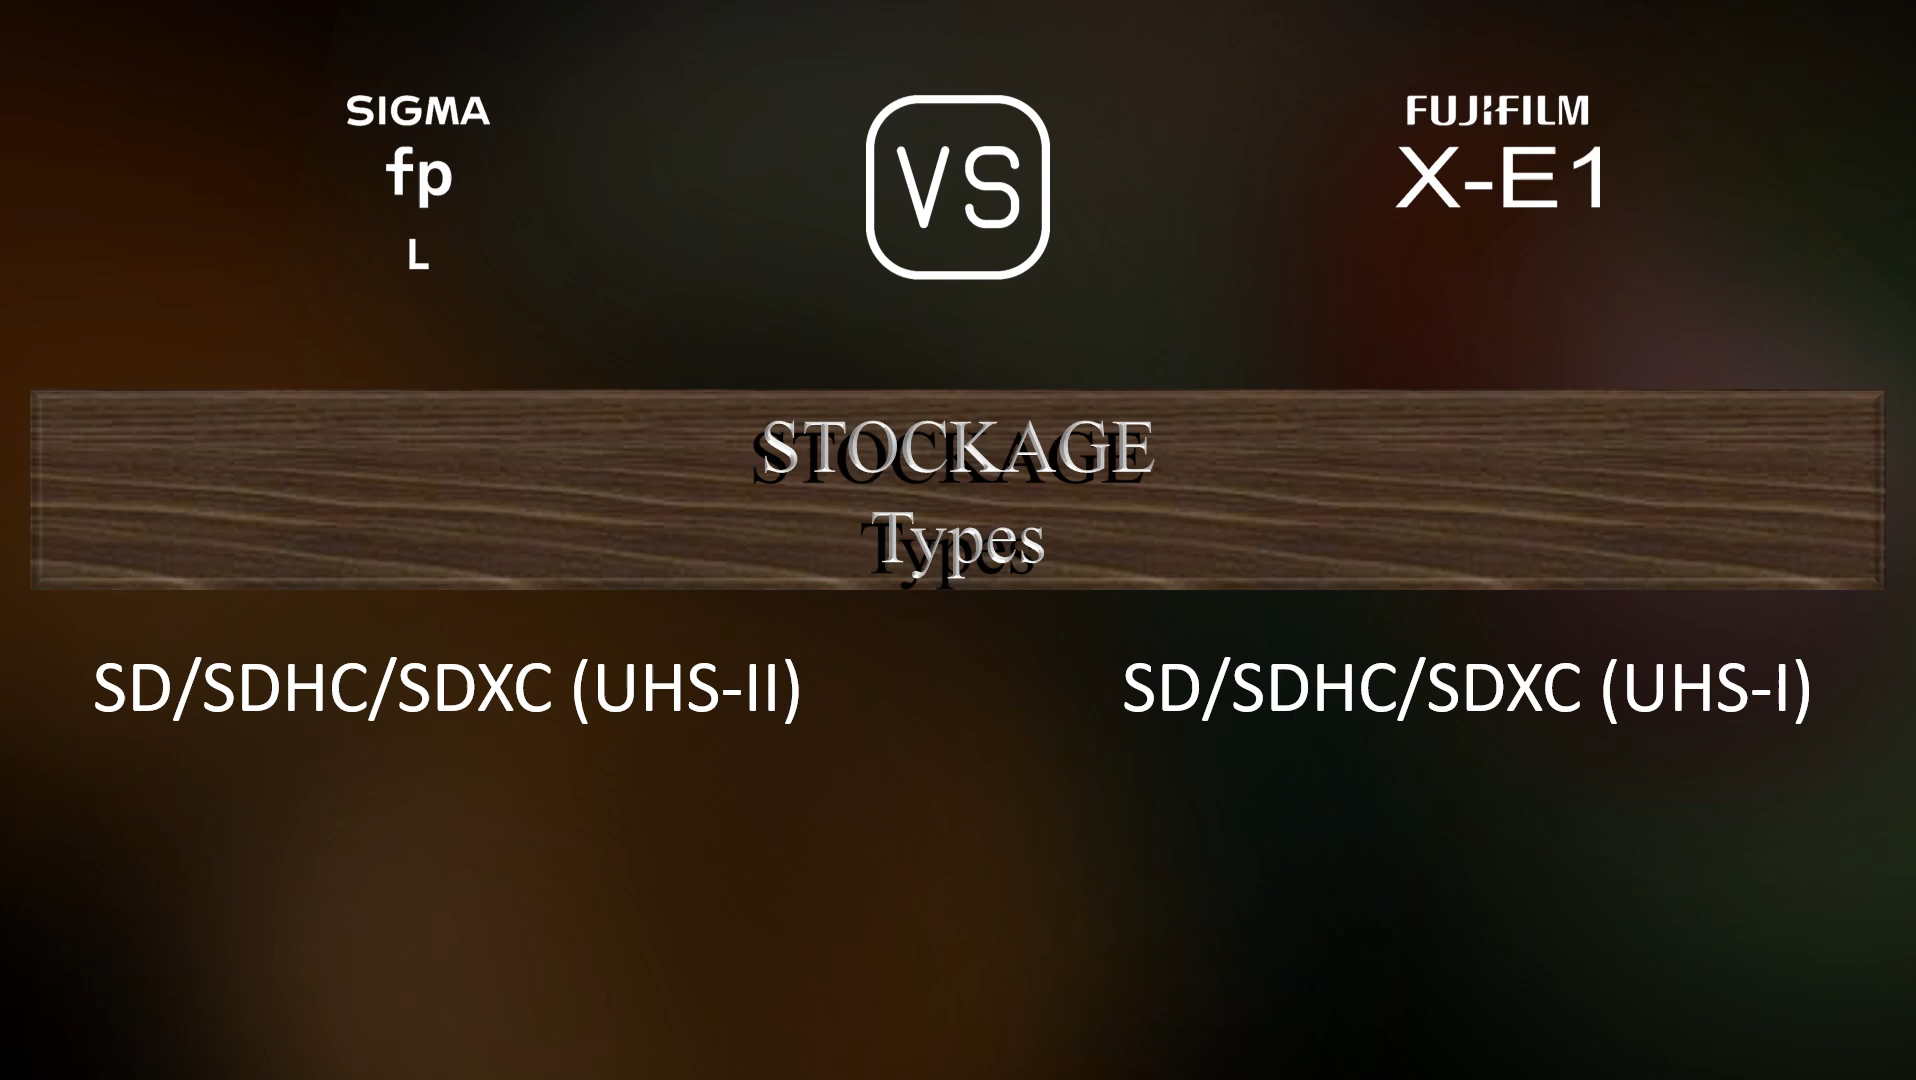 SIGMA
fp
L
VS
FUJIFILM
X-E1
STOCKAGE
Types
SD/SDHC/SDXC (UHS-II)
SD/SDHC/SDXC (UHS-I)